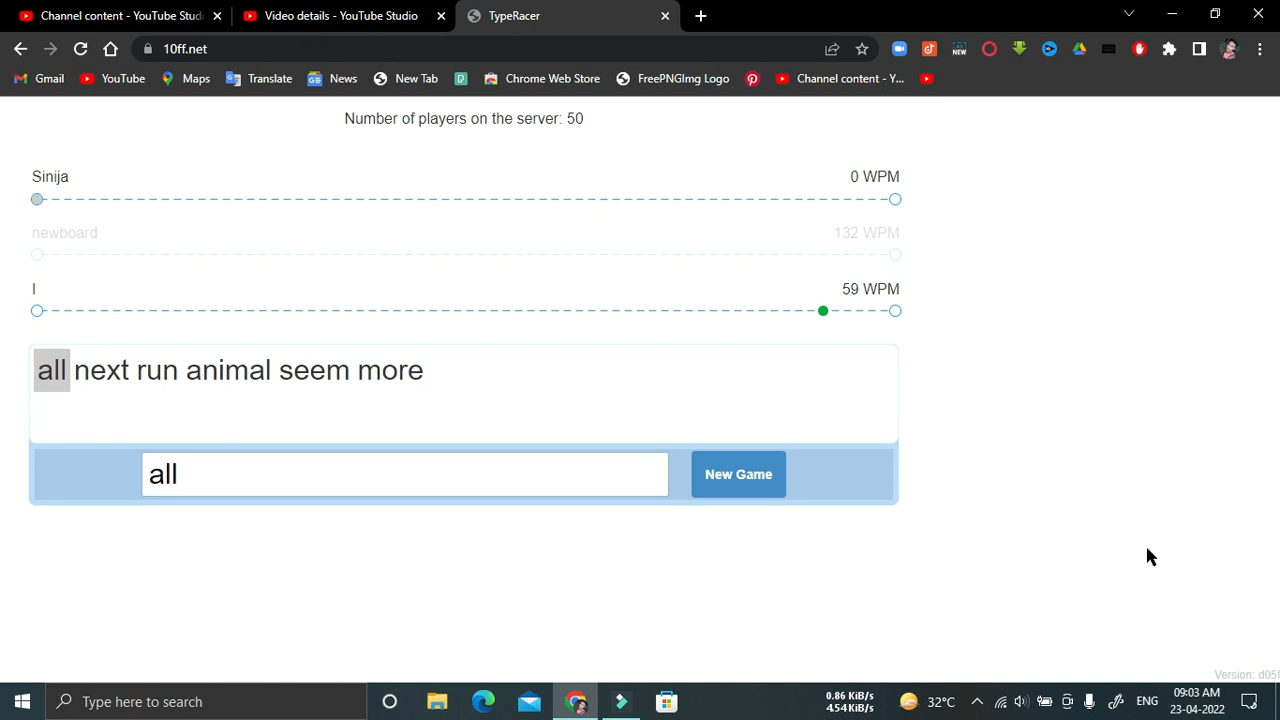 Channel content - YouTube Studi
Video details - YouTube Studio
TypeRacer
10ff.net
NEW
Gmail
YouTube
Maps
Translate
News
New Tab
Chrome Web Store
FreePNGImg Logo
Channel content - Y...
Number of players on the server: 50
Sinija
0 WPM
newboard
132 WPM
I
59 WPM
all next run animal seem more
all
New Game
Version: d05f
Type here to search
0.86 KiB/s
4.54 KiB/s
32°C
ENG
09:03 AM
23-04-2022